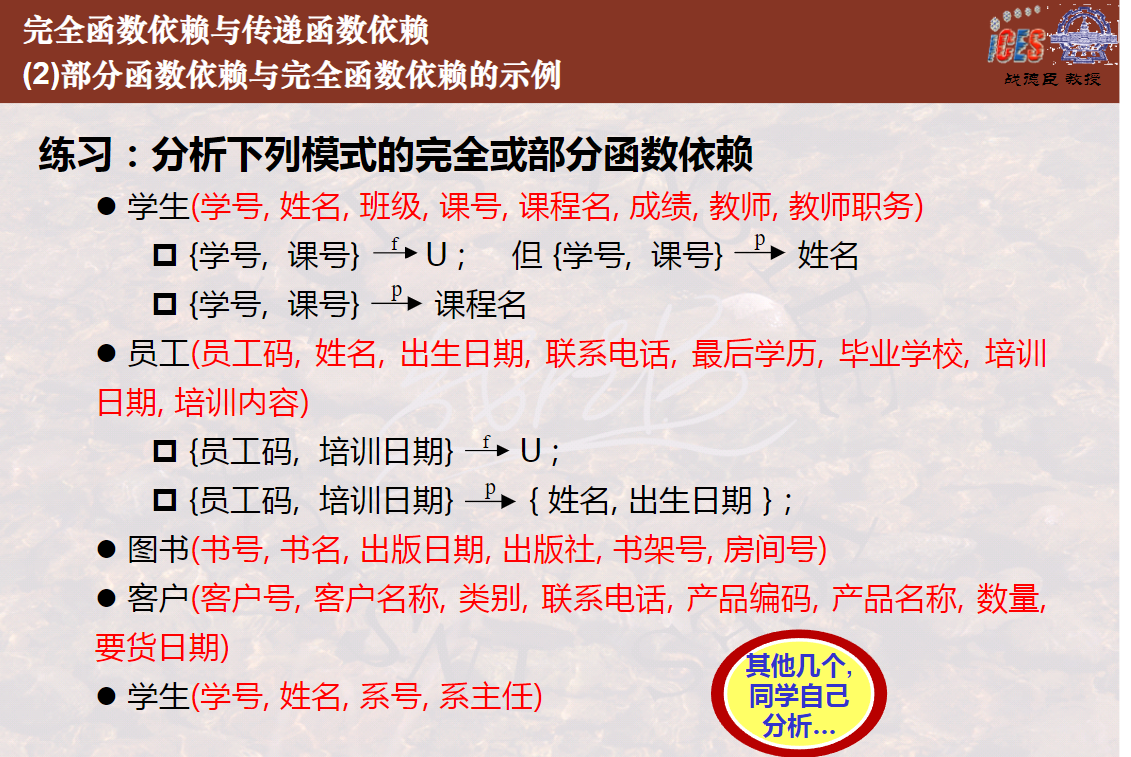 完全函数依赖与传递函数依赖
(2)部分函数依赖与完全函数依赖的示例
iCES
战德臣 教授
练习：分析下列模式的完全或部分函数依赖
● 学生(学号, 姓名, 班级, 课号, 课程名, 成绩, 教师, 教师职务)
{学号, 课号} f U ; 但 {学号, 课号} p 姓名
{学号, 课号} p 课程名
● 员工(员工码, 姓名, 出生日期, 联系电话, 最后学历, 毕业学校, 培训
日期, 培训内容)
{员工码, 培训日期} f U ;
{员工码, 培训日期} p { 姓名, 出生日期 } ;
● 图书(书号, 书名, 出版日期, 出版社, 书架号, 房间号)
● 客户(客户号, 客户名称, 类别, 联系电话, 产品编码, 产品名称, 数量,
要货日期)
● 学生(学号, 姓名, 系号, 系主任)
其他几个,
同学自己
分析…